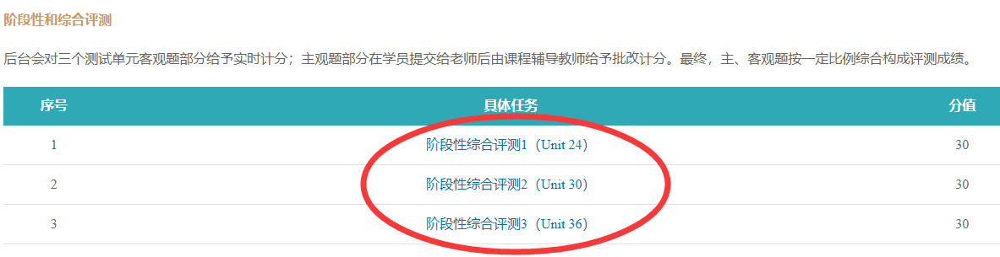 阶段性和综合评测
后台会对三个测试单元客观题部分给予实时计分；主观题部分在学员提交给老师后由课程辅导教师给予批改计分。最终，主、客观题按一定比例综合构成评测成绩。
序号 具体任务 分值
1 阶段性综合评测1（Unit 24） 30
2 阶段性综合评测2（Unit 30） 30
3 阶段性综合评测3（Unit 36） 30